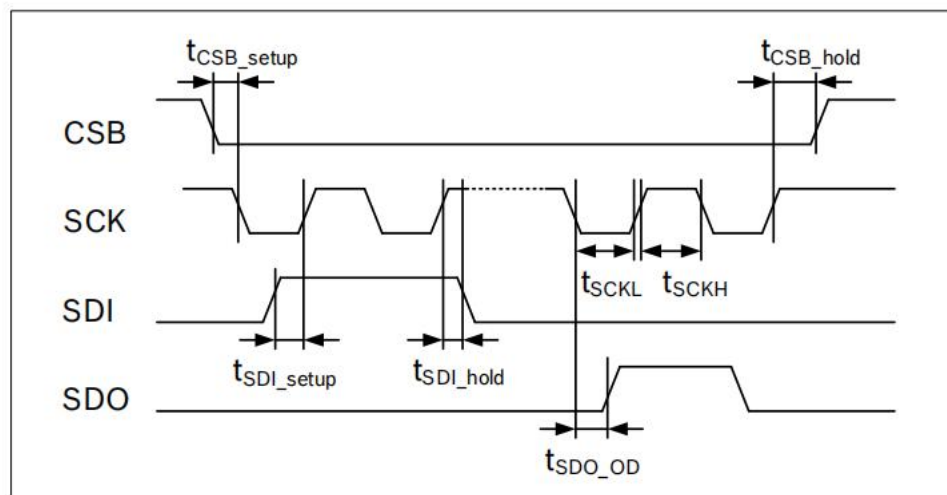 tCSB_setup
tCSB_hold
CSB
SCK
tSCKL
tSCKH
SDI
tSDI_setup
tSDI_hold
SDO
tSDO_OD